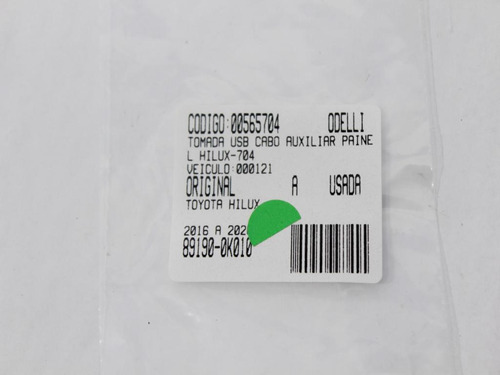 CODIGO:00565704 ODELLI
TOMADA USB CABO AUXILIAR PAINE
L HILUX-704
VEICULO:000121
ORIGINAL A USADA
TOYOTA HILUX
2016 A
89190-0K010